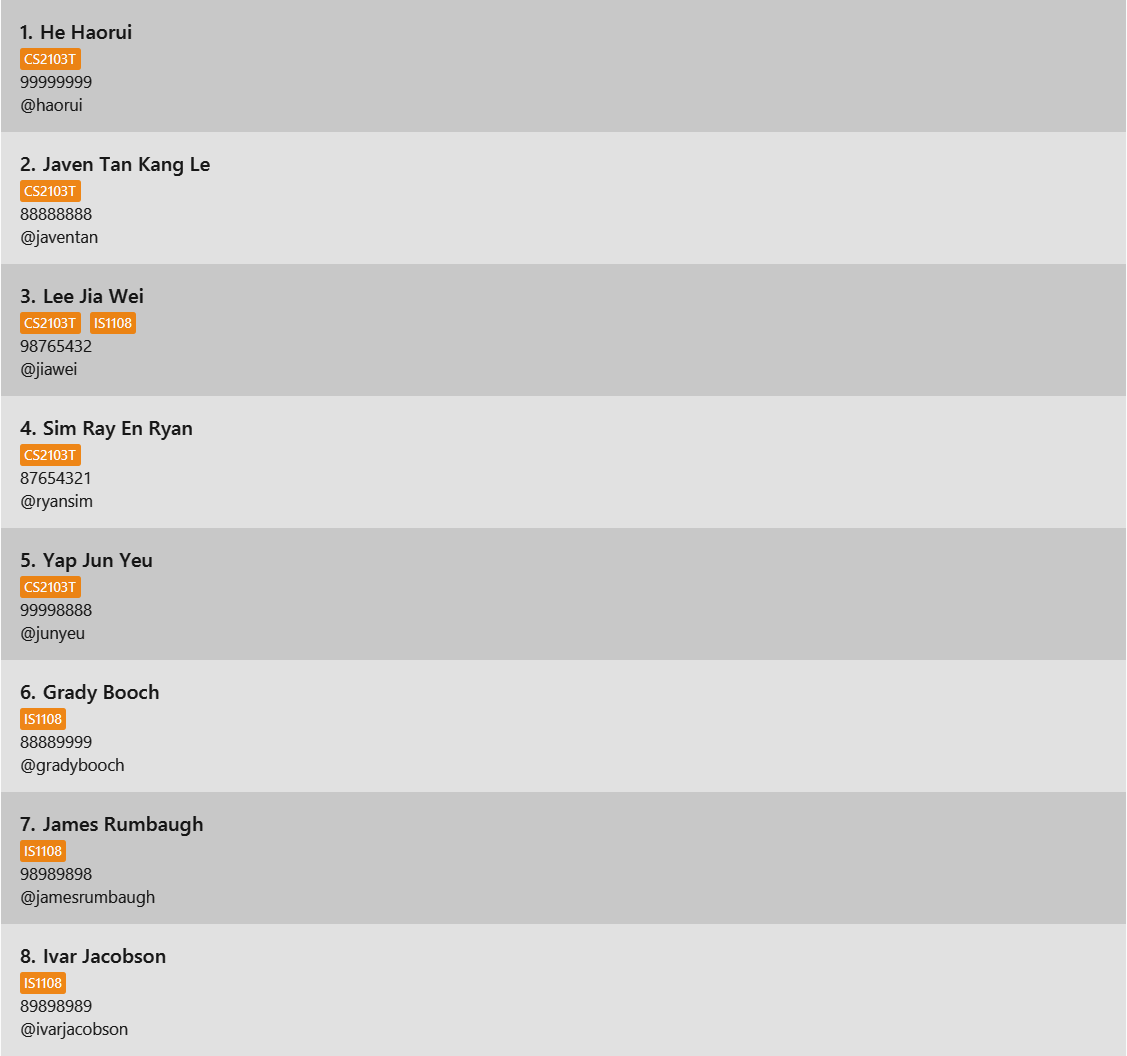 1. He Haorui
CS2103T
99999999
@haorui
2. Javen Tan Kang Le
CS2103T
88888888
@javentan
3. Lee Jia Wei
CS2103T IS1108
98765432
@jiawei
4. Sim Ray En Ryan
CS2103T
87654321
@ryansim
5. Yap Jun Yeu
CS2103T
99998888
@junyeu
6. Grady Booch
IS1108
88889999
@gradybooch
7. James Rumbaugh
IS1108
98989898
@jamesrumbaugh
8. Ivar Jacobson
IS1108
89898989
@ivarjacobson